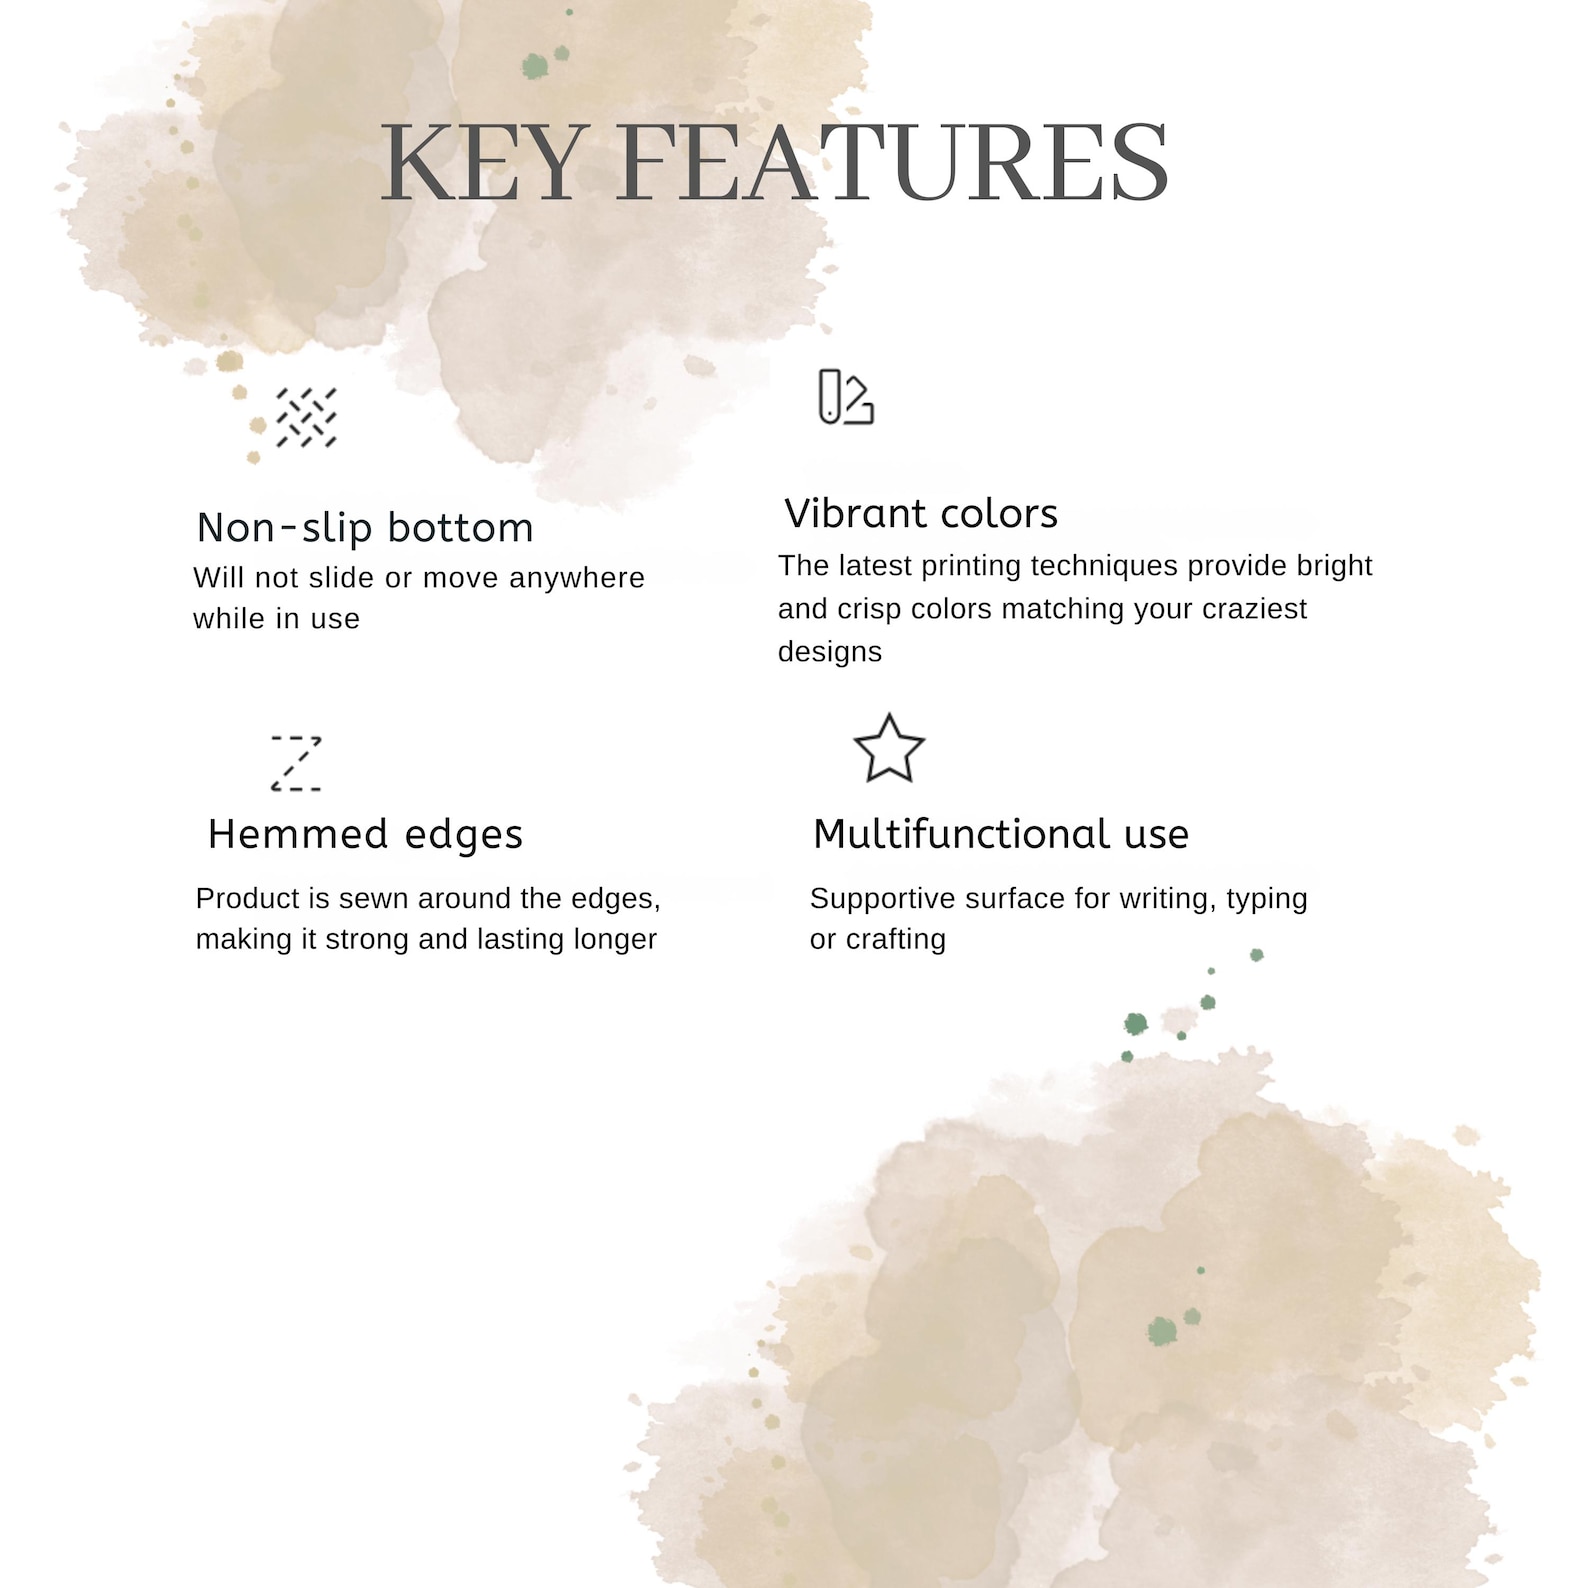 KEY FEATURES
Non-slip bottom
Will not slide or move anywhere
while in use
Vibrant colors
The latest printing techniques provide bright
and crisp colors matching your craziest
designs
Hemmed edges
Product is sewn around the edges,
making it strong and lasting longer
Multifunctional use
Supportive surface for writing, typing
or crafting